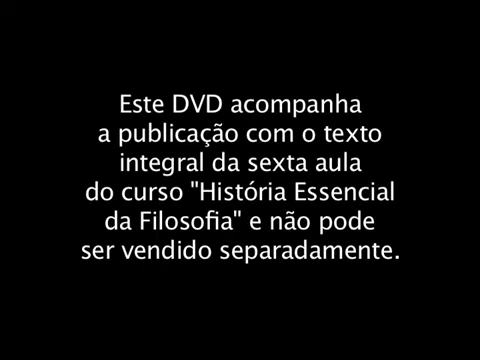 Este DVD acompanha
a publicação com o texto
integral da sexta aula
do curso "História Essencial
da Filosofia" e não pode
ser vendido separadamente.